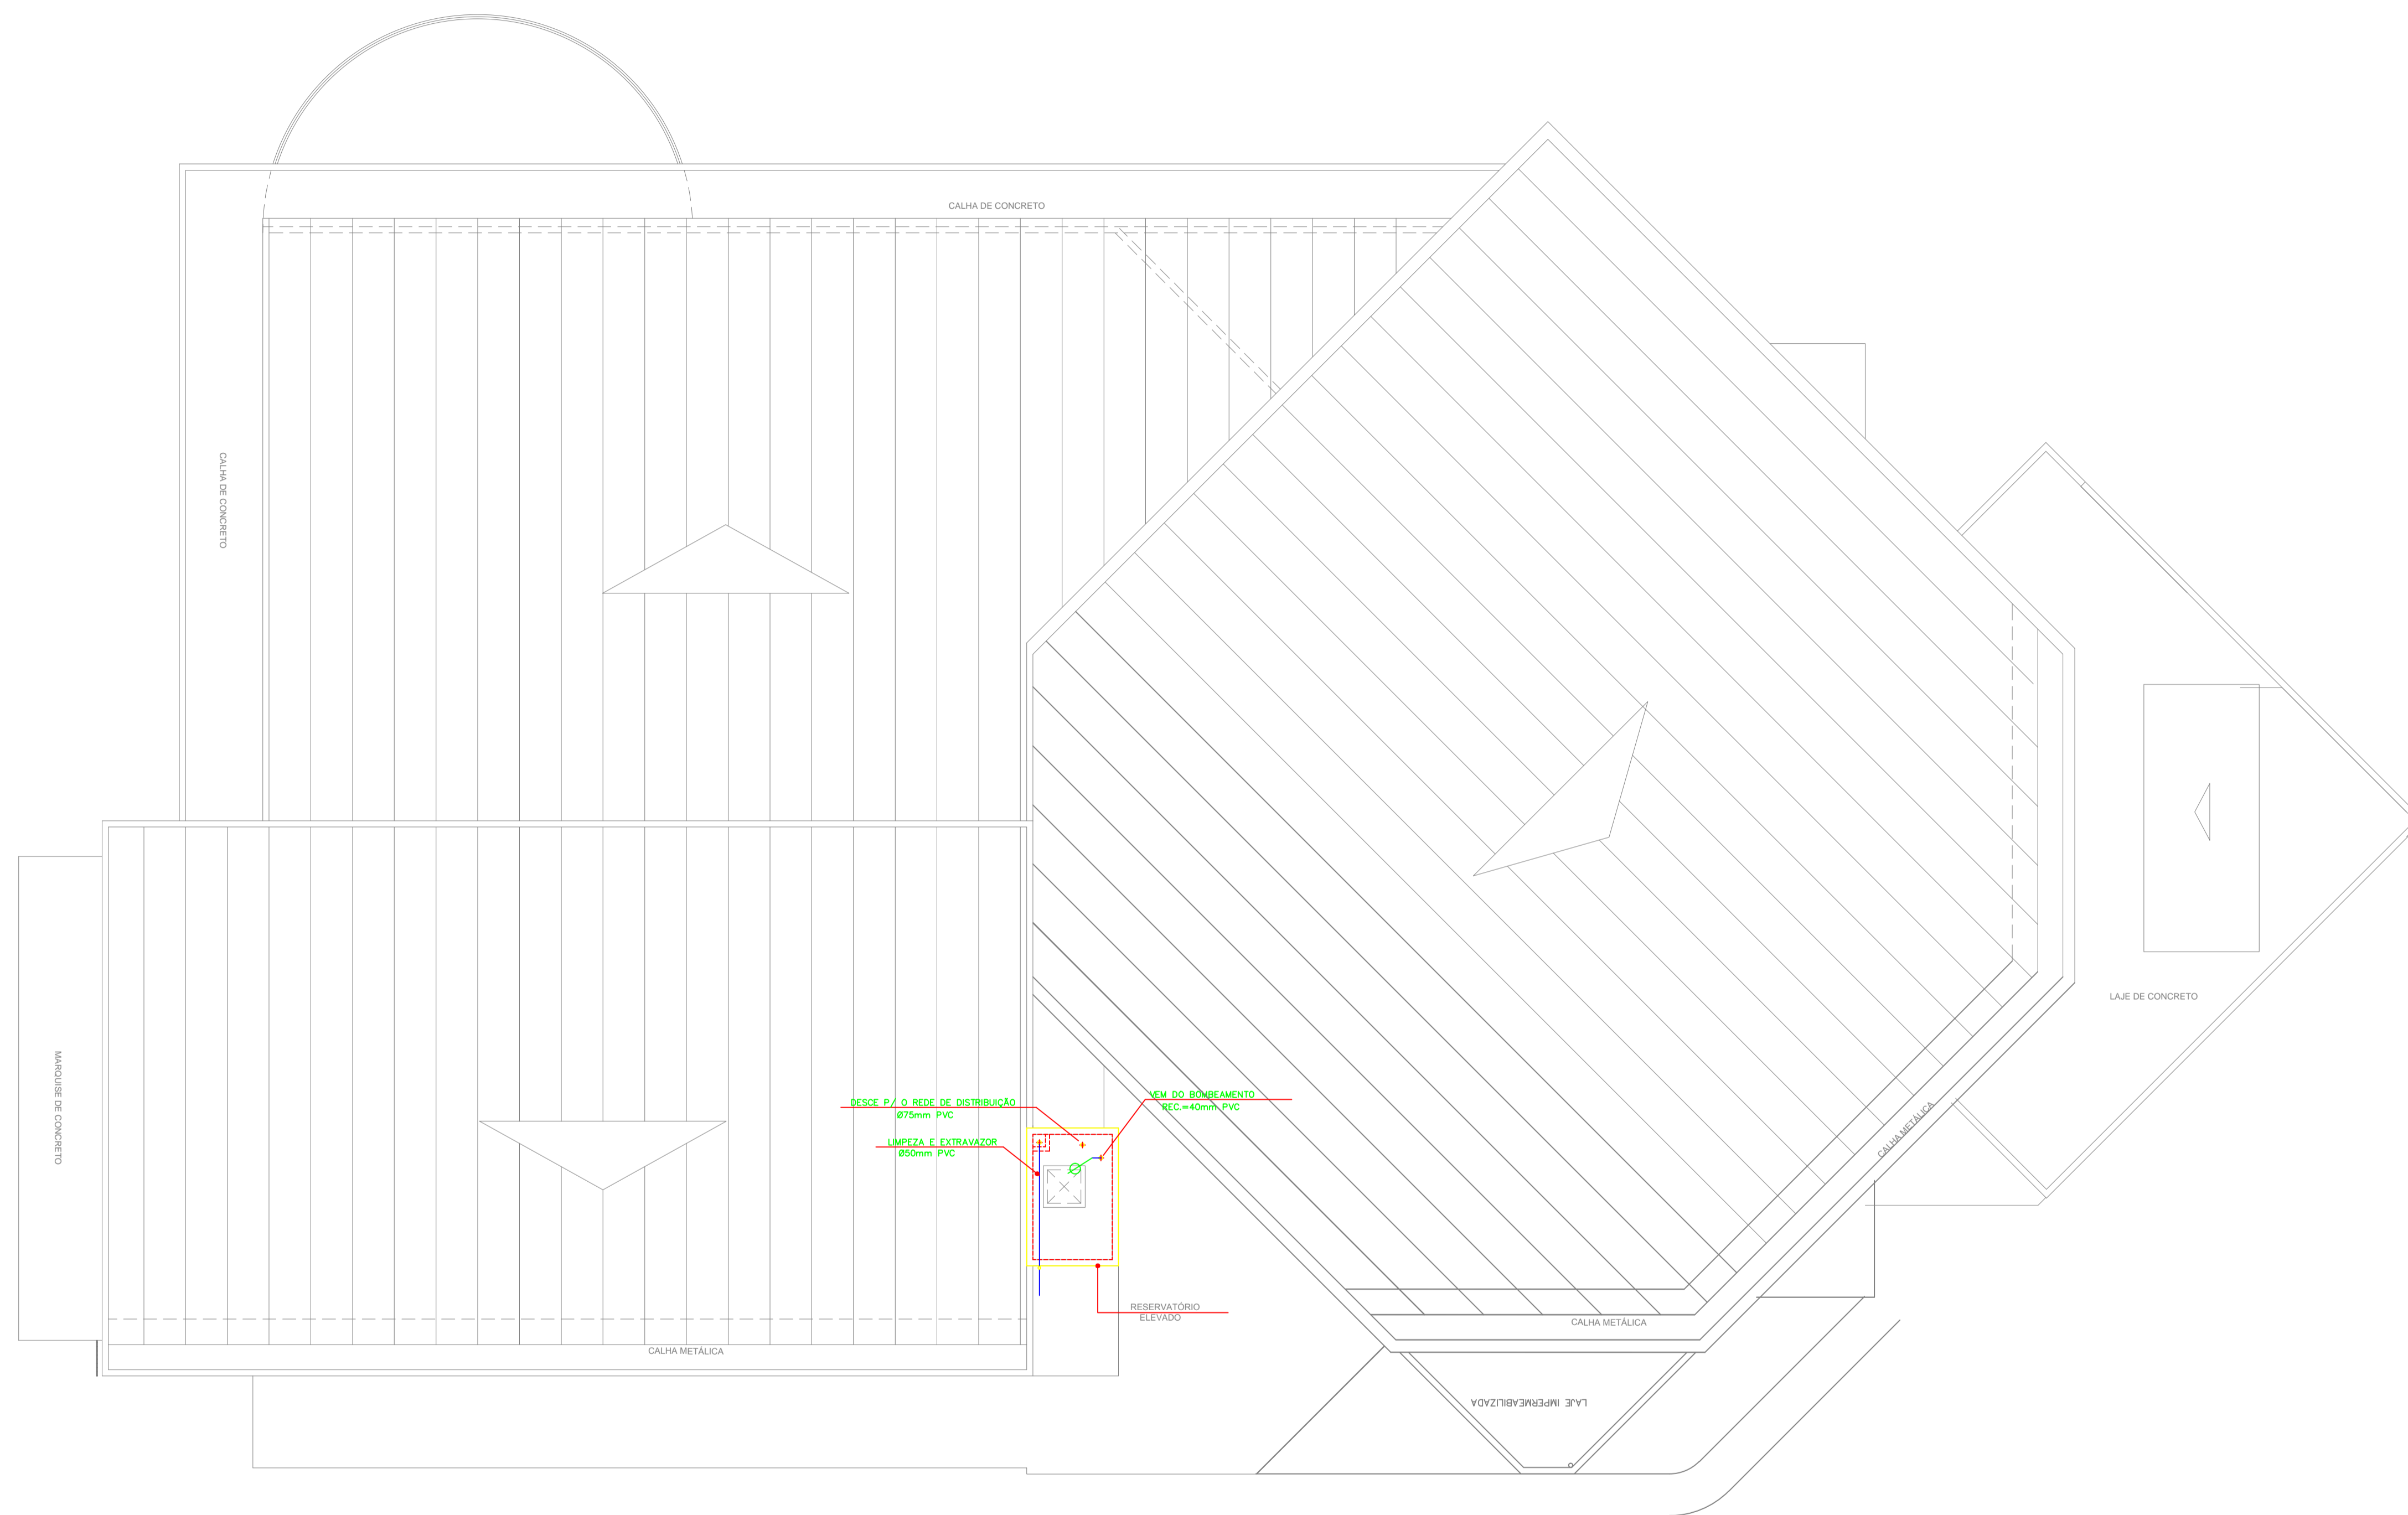 CALHA DE CONCRETO
CALHA DE CONCRETO
LAJE DE CONCRETO
MARQUISE DE CONCRETO
DESCE P/ O REDE DE DISTRIBUIÇÃO
Ø75mm PVC
VEM DO BOMBEAMENTO
REC.=40mm PVC
LIMPEZA E EXTRAVAZOR
Ø50mm PVC
CALHA METÁLICA
RESERVATÓRIO
ELEVADO
CALHA METÁLICA
CALHA METÁLICA
LAJE IMPERMEABILIZADA